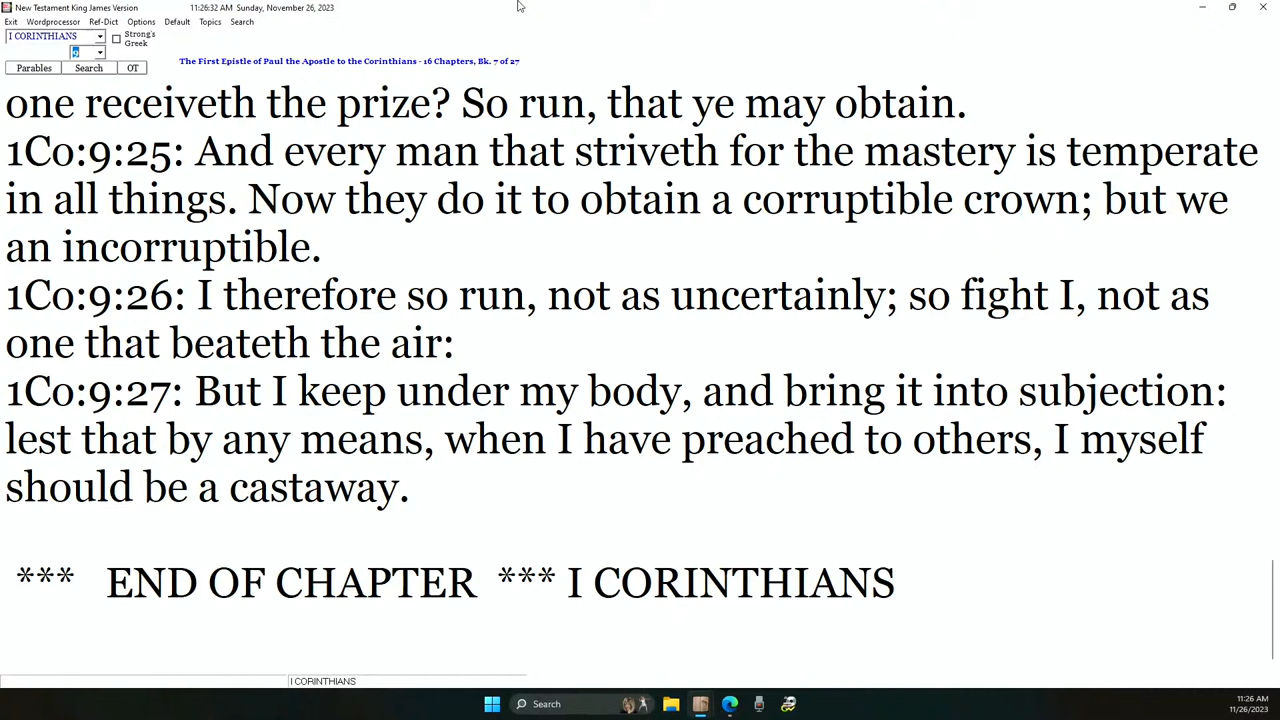 New Testament King James Version 11:26:32 AM Sunday, November 26, 2023
Exit Wordprocessor Ref-Dict Options Default Topics Search
I CORINTHIANS
Strong's
Greek
9
The First Epistle of Paul the Apostle to the Corinthians - 16 Chapters, Bk. 7 of 27
Parables Search OT
one receiveth the prize? So run, that ye may obtain.
1Co:9:25: And every man that striveth for the mastery is temperate
in all things. Now they do it to obtain a corruptible crown; but we
an incorruptible.
1Co:9:26: I therefore so run, not as uncertainly; so fight I, not as
one that beateth the air:
1Co:9:27: But I keep under my body, and bring it into subjection:
lest that by any means, when I have preached to others, I myself
should be a castaway.
*** END OF CHAPTER *** I CORINTHIANS
I CORINTHIANS
Search
11:26 AM
11/26/2023